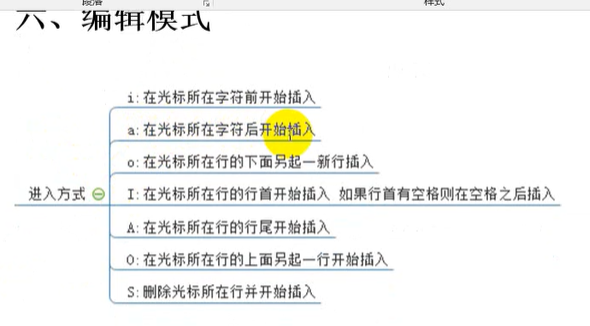 段落
样式
六、编辑模式
i:在光标所在字符前开始插入
a:在光标所在字符后开始插入
o:在光标所在行的下面另起一新行插入
进入方式
I:在光标所在行的行首开始插入 如果行首有空格则在空格之后插入
A:在光标所在行的行尾开始插入
O:在光标所在行的上面另起一行开始插入
S:删除光标所在行并开始插入